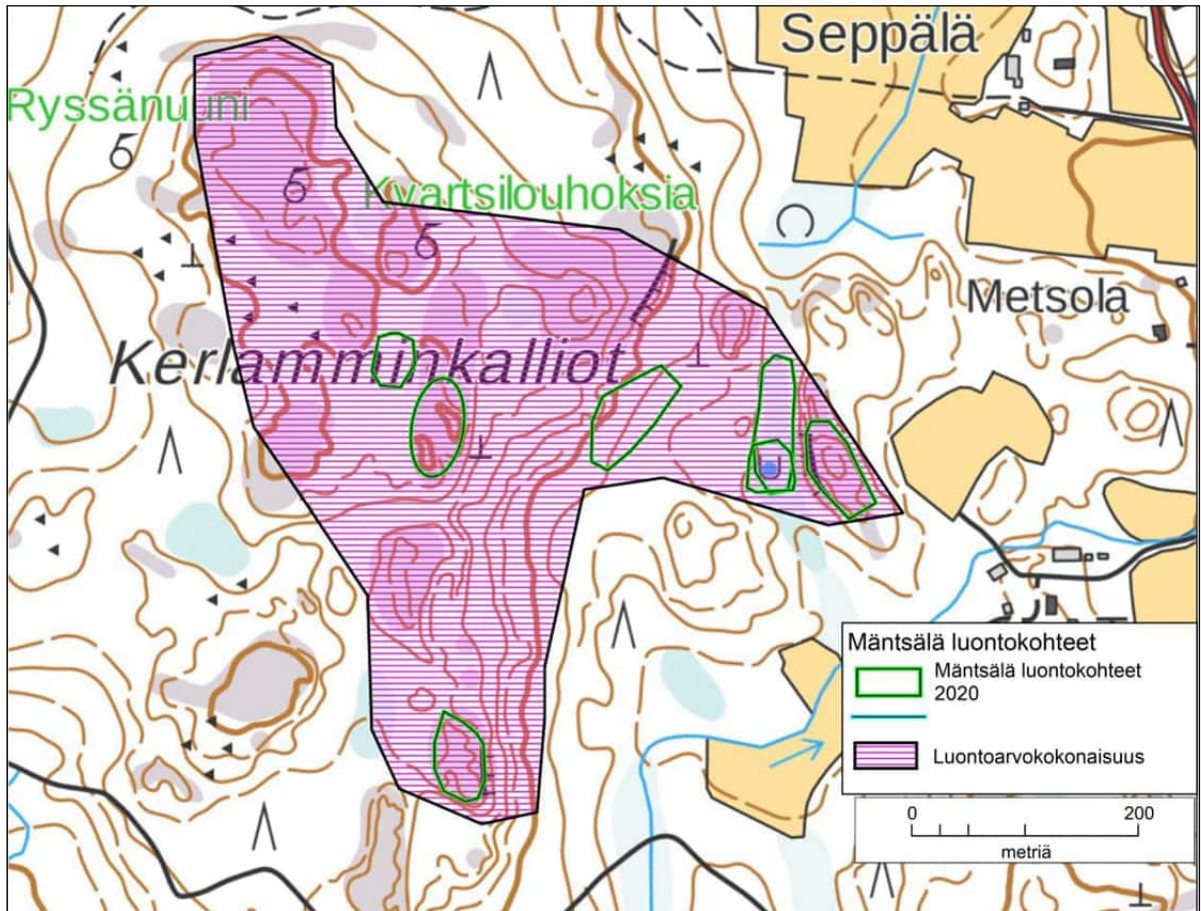 Seppälä
Ryssänuuni
Kvartsilouhoksia
Metsola
Kerlamminkalliot
Mäntsälä luontokohteet
Mäntsälä luontokohteet
2020
Luontoarvokokonaisuus
0 200
metriä